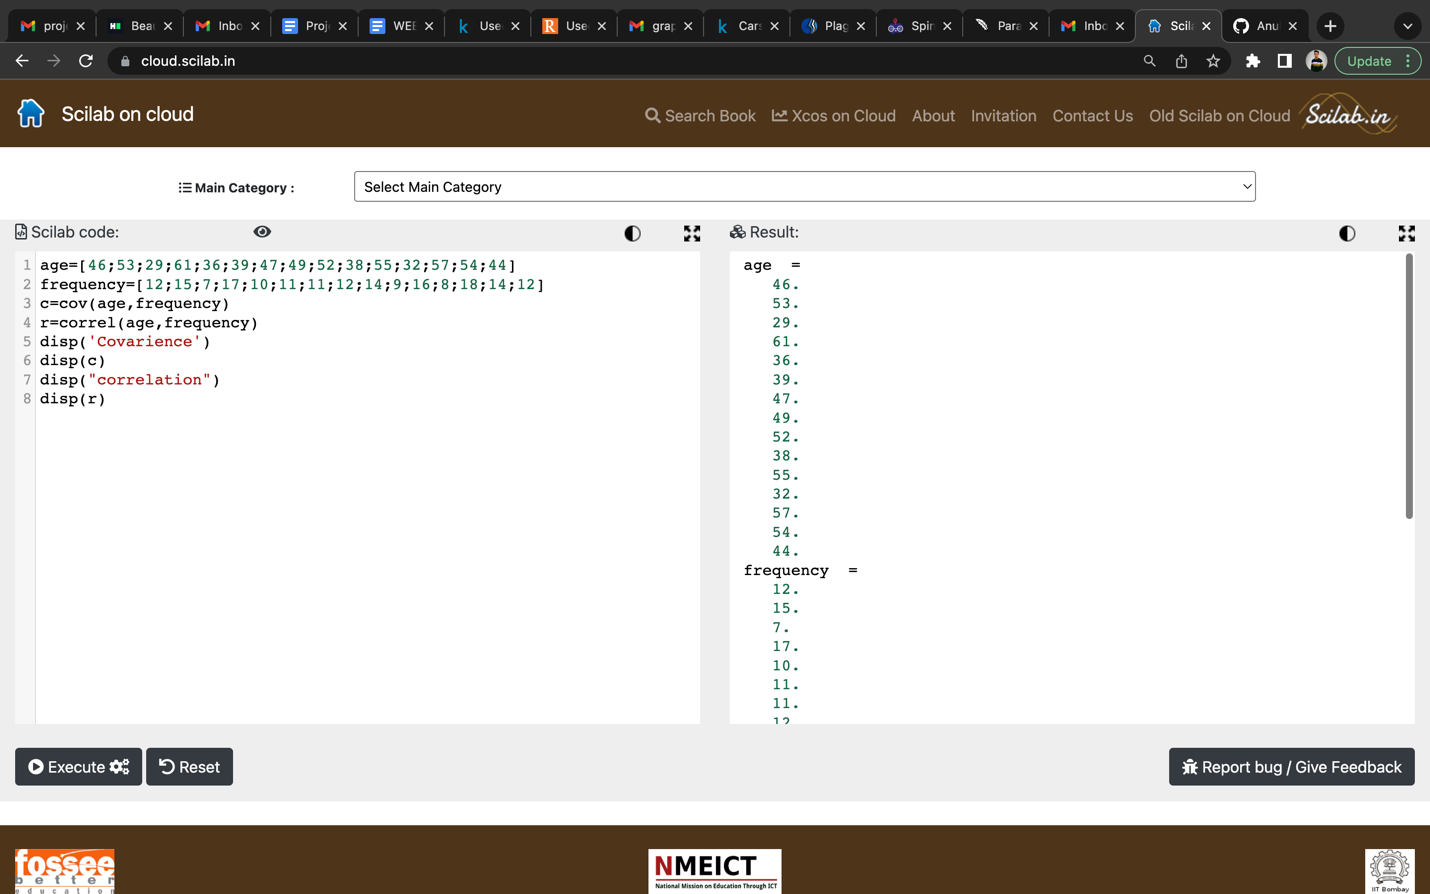 proj
Bea
Inbo
Proj
WEE
Use
Use
grap
Cars
Plag
Spin
Para
Inbo
Scila
Anu
cloud.scilab.in
Update
Scilab on cloud
Search Book
Xcos on Cloud
About
Invitation
Contact Us
Old Scilab on Cloud
Scilab.in
Main Category :
Select Main Category
Scilab code:
1 age=[46;53;29;61;36;39;47;49;52;38;55;32;57;54;44]
2 frequency=[12;15;7;17;10;11;11;12;14;9;16;8;18;14;12]
3 c=cov(age,frequency)
4 r=correl(age,frequency)
5 disp('Covarience')
6 disp(c)
7 disp("correlation")
8 disp(r)
Result:
age =
46.
53.
29.
61.
36.
39.
47.
49.
52.
38.
55.
32.
57.
54.
44.
frequency =
12.
15.
7.
17.
10.
11.
11.
12
Execute
Reset
Report bug / Give Feedback
fossee
better
education
NMEICT
National Mission on Education Through ICT
IIT Bombay